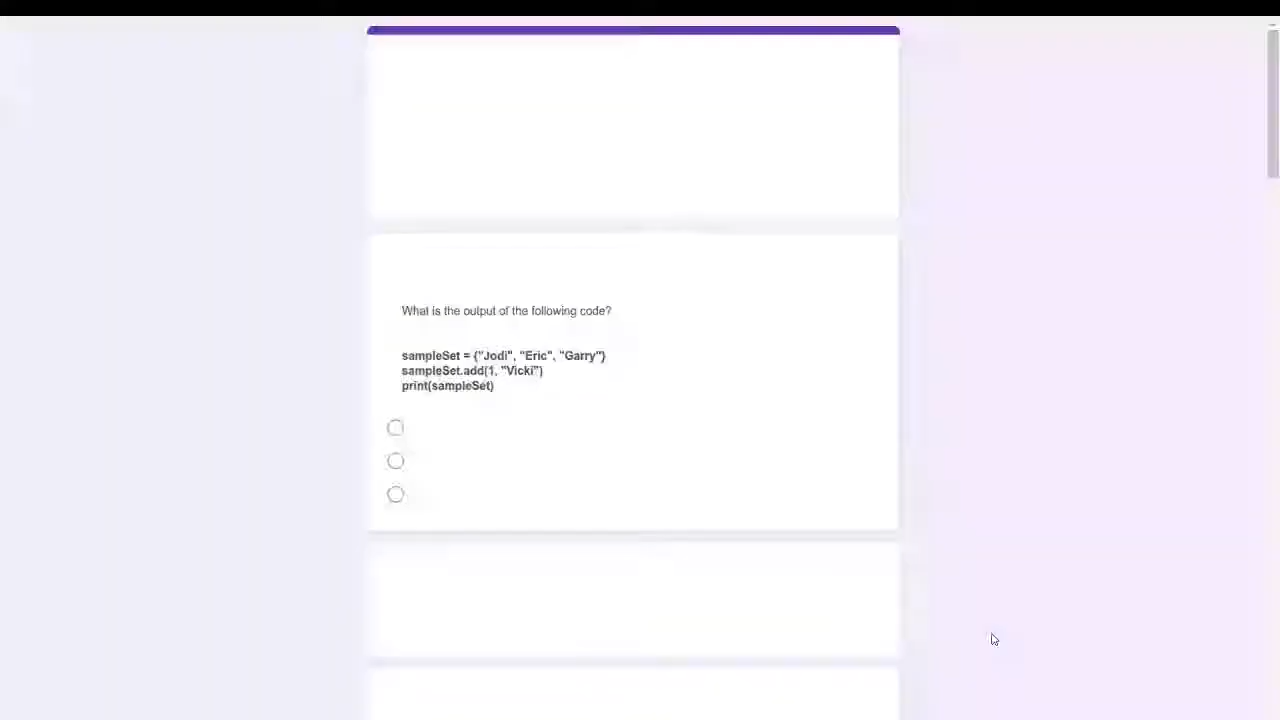 What is the output of the following code?
sampleSet = {"Jodi", "Eric", "Garry"}
sampleSet.add(1, "Vicki")
print(sampleSet)